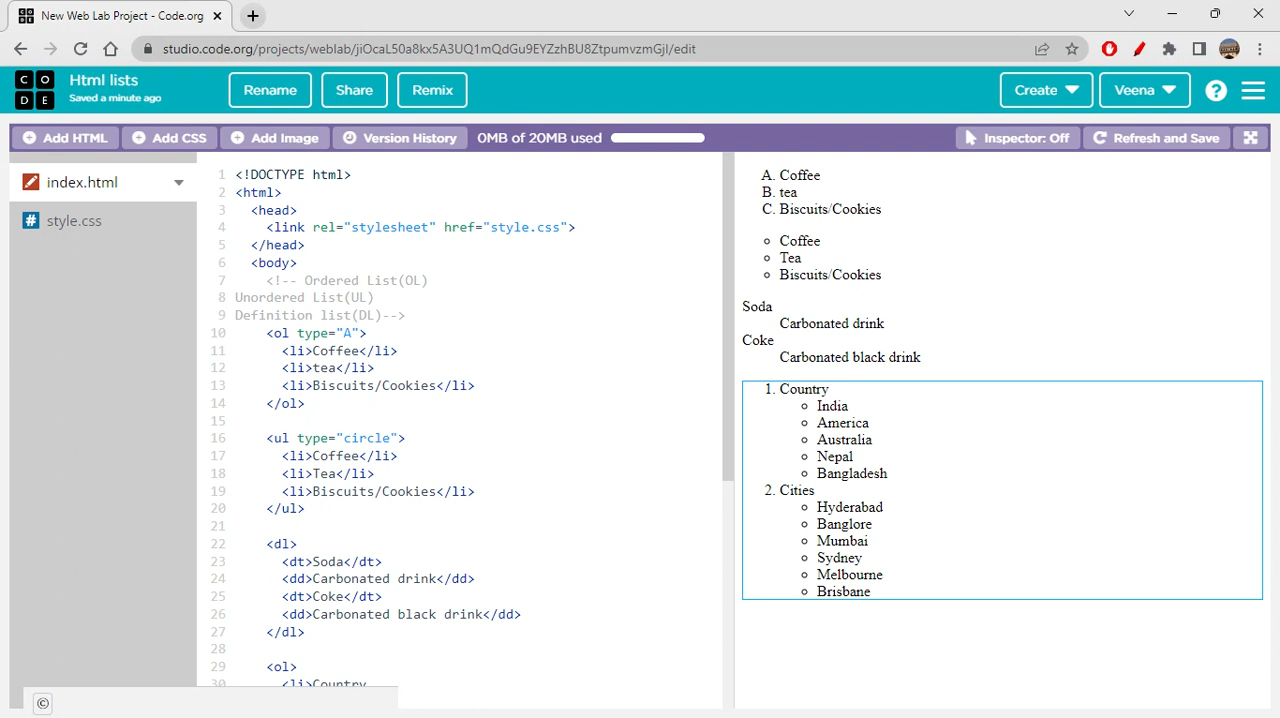 New Web Lab Project - Code.org
studio.code.org/projects/weblab/jiOcaL50a8kx5A3UQ1mQdGu9EYZzhBU8ZtpumvzmGjI/edit
C O D E
Html lists
Saved a minute ago
Rename
Share
Remix
Create
Veena
?
Add HTML
Add CSS
Add Image
Version History
0MB of 20MB used
Inspector: Off
Refresh and Save
index.html
# style.css
1 <!DOCTYPE html>
2 <html>
3 <head>
4 <link rel="stylesheet" href="style.css">
5 </head>
6 <body>
7 <!-- Ordered List(OL)
8 Unordered List(UL)
9 Definition list(DL)-->
10 <ol type="A">
11 <li>Coffee</li>
12 <li>tea</li>
13 <li>Biscuits/Cookies</li>
14 </ol>
15
16 <ul type="circle">
17 <li>Coffee</li>
18 <li>Tea</li>
19 <li>Biscuits/Cookies</li>
20 </ul>
21
22 <dl>
23 <dt>Soda</dt>
24 <dd>Carbonated drink</dd>
25 <dt>Coke</dt>
26 <dd>Carbonated black drink</dd>
27 </dl>
28
29 <ol>
30 <li>Country
©
A. Coffee
B. tea
C. Biscuits/Cookies
Coffee
Tea
Biscuits/Cookies
Soda
Carbonated drink
Coke
Carbonated black drink
1. Country
India
America
Australia
Nepal
Bangladesh
2. Cities
Hyderabad
Banglore
Mumbai
Sydney
Melbourne
Brisbane